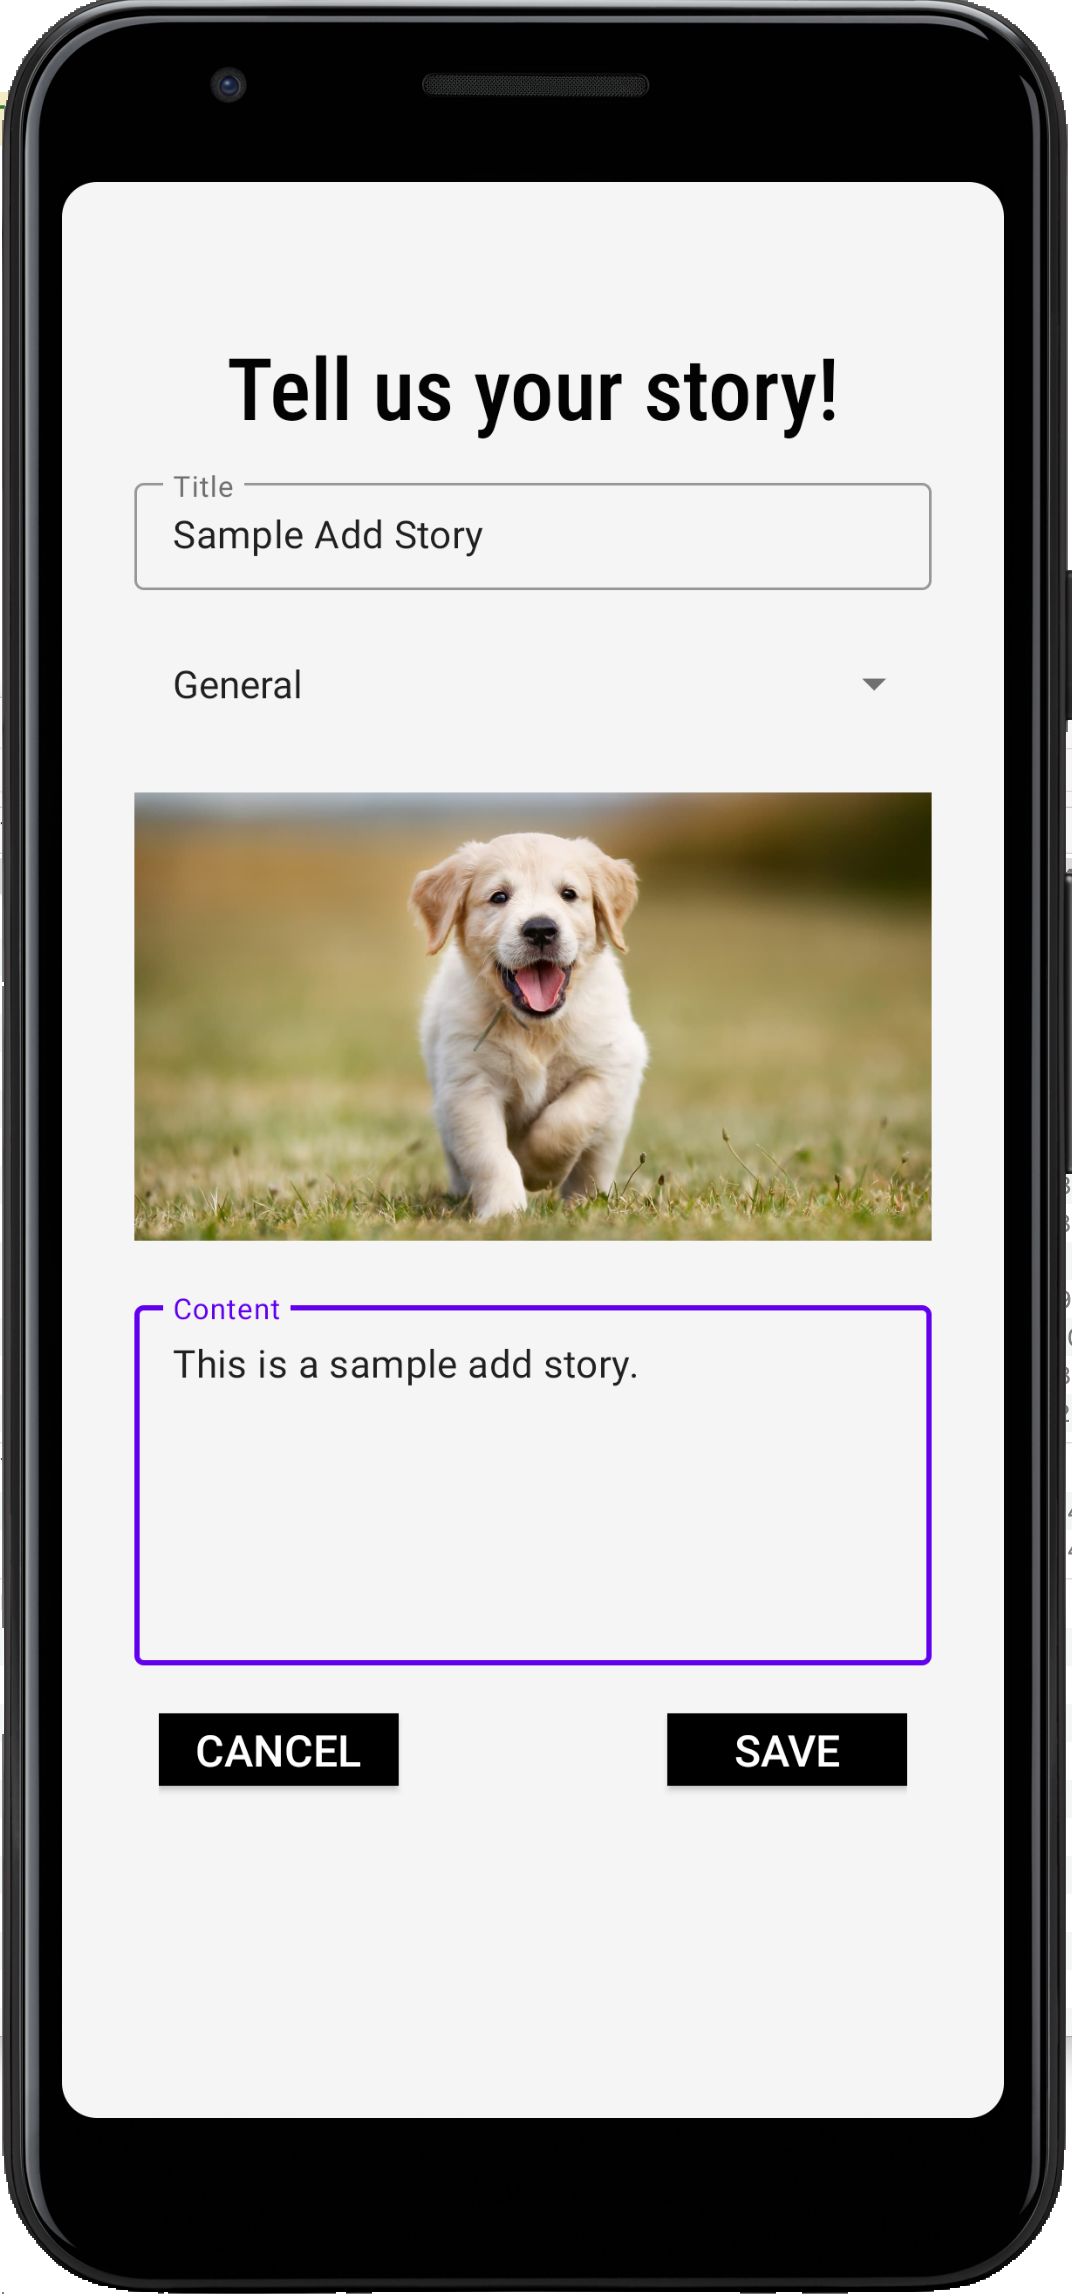 Tell us your story!
Title
Sample Add Story
General
Content
This is a sample add story.
CANCEL
SAVE